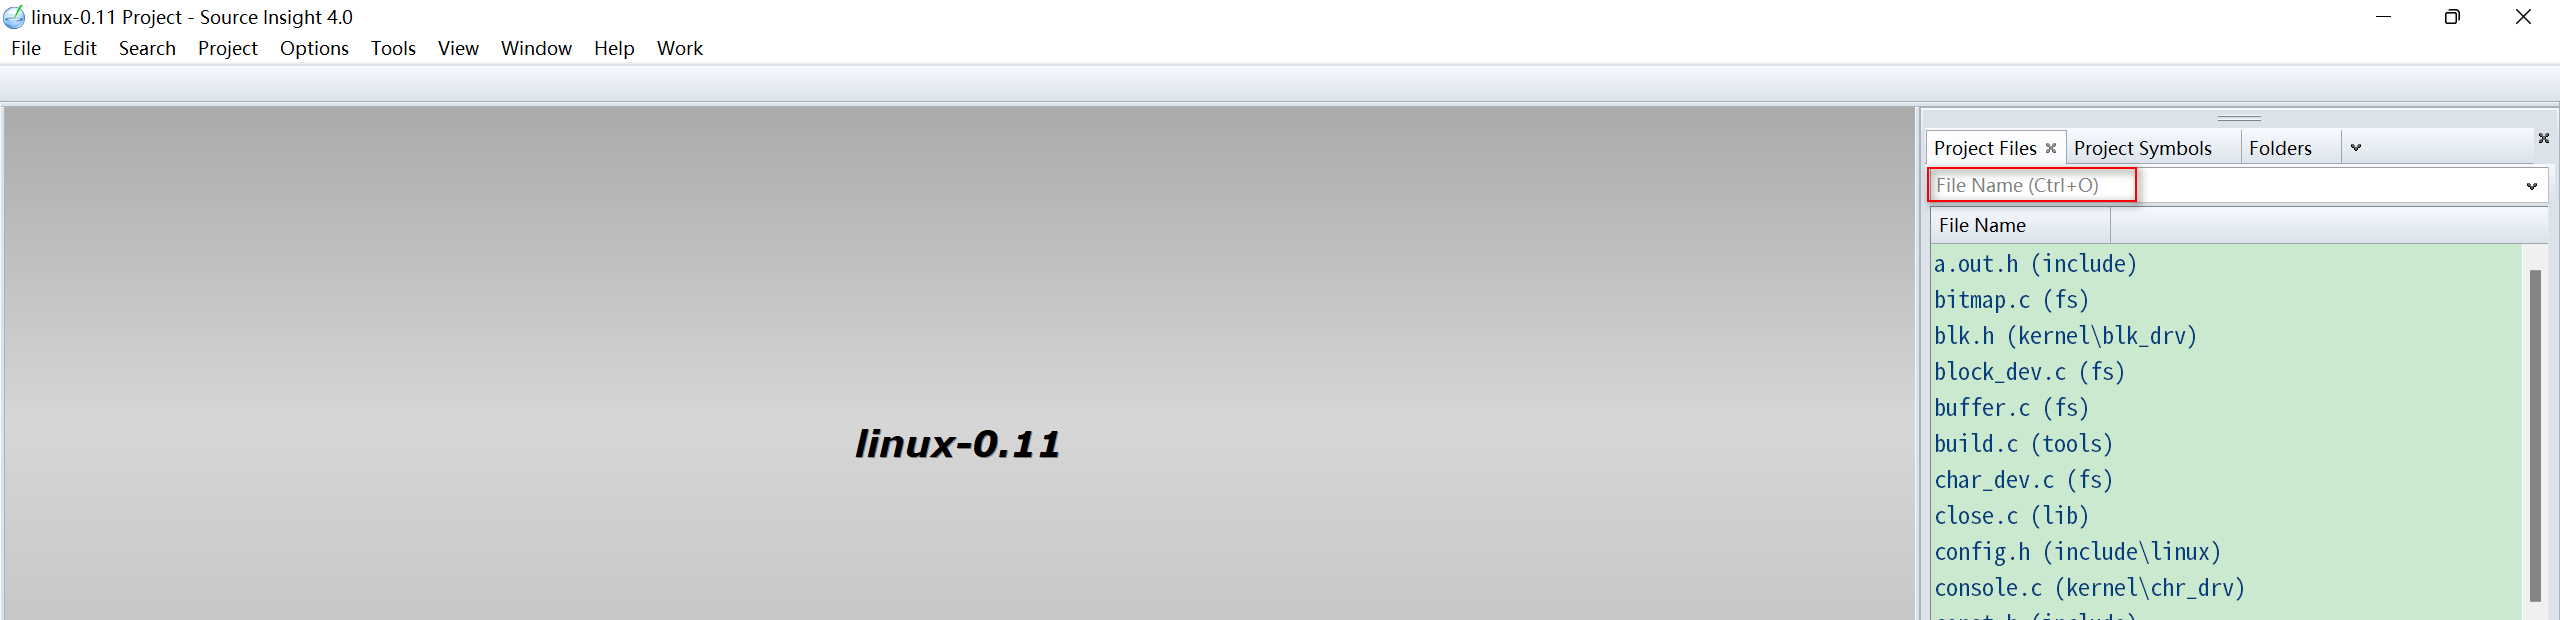 linux-0.11 Project - Source Insight 4.0
File Edit Search Project Options Tools View Window Help Work
Project Files Project Symbols Folders
File Name (Ctrl+O)
File Name
a.out.h (include)
bitmap.c (fs)
blk.h (kernel\blk_drv)
block_dev.c (fs)
buffer.c (fs)
build.c (tools)
char_dev.c (fs)
close.c (lib)
config.h (include\linux)
console.c (kernel\chr_drv)
linux-0.11